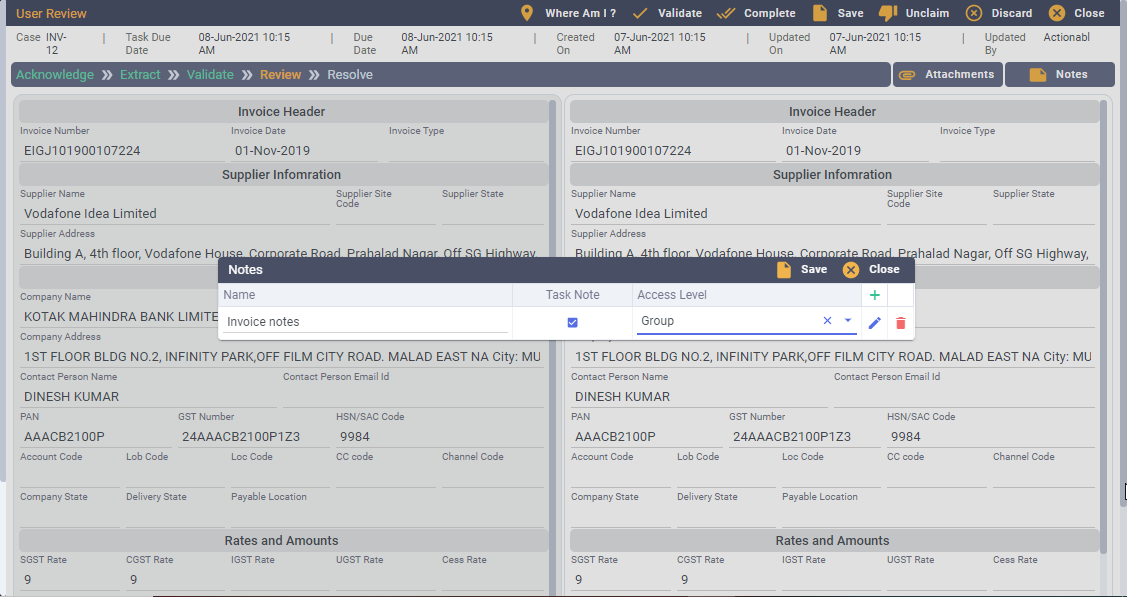 User Review
Where Am I ? Validate Complete Save Unclaim Discard Close
Case INV-12 | Task Due Date 08-Jun-2021 10:15 AM | Due Date 08-Jun-2021 10:15 AM | Created On 07-Jun-2021 10:15 AM | Updated On 07-Jun-2021 10:15 AM | Updated By Actionabl
Acknowledge Extract Validate Review Resolve
Attachments Notes
Invoice Header
Invoice Number Invoice Date Invoice Type
EIGJ101900107224 01-Nov-2019
Supplier Infomration
Supplier Name Supplier Site Code Supplier State
Vodafone Idea Limited
Supplier Address
Building A, 4th floor, Vodafone House, Corporate Road, Prahalad Nagar, Off SG Highway,
Company Name
KOTAK MAHINDRA BANK LIMITE
Company Address
1ST FLOOR BLDG NO.2, INFINITY PARK,OFF FILM CITY ROAD. MALAD EAST NA City: MU
Contact Person Name Contact Person Email Id
DINESH KUMAR
PAN GST Number HSN/SAC Code
AAACB2100P 24AAACB2100P1Z3 9984
Account Code Lob Code Loc Code CC code Channel Code
Company State Delivery State Payable Location
Rates and Amounts
SGST Rate CGST Rate IGST Rate UGST Rate Cess Rate
9 9
Invoice Header
Invoice Number Invoice Date Invoice Type
EIGJ101900107224 01-Nov-2019
Supplier Infomration
Supplier Name Supplier Site Code Supplier State
Vodafone Idea Limited
Supplier Address
Building A, 4th floor, Vodafone House, Corporate Road, Prahalad Nagar, Off SG Highway,
1ST FLOOR BLDG NO.2, INFINITY PARK,OFF FILM CITY ROAD. MALAD EAST NA City: MU
Contact Person Name Contact Person Email Id
DINESH KUMAR
PAN GST Number HSN/SAC Code
AAACB2100P 24AAACB2100P1Z3 9984
Account Code Lob Code Loc Code CC code Channel Code
Company State Delivery State Payable Location
Rates and Amounts
SGST Rate CGST Rate IGST Rate UGST Rate Cess Rate
9 9
Notes Save Close
Name Task Note Access Level
Invoice notes Group